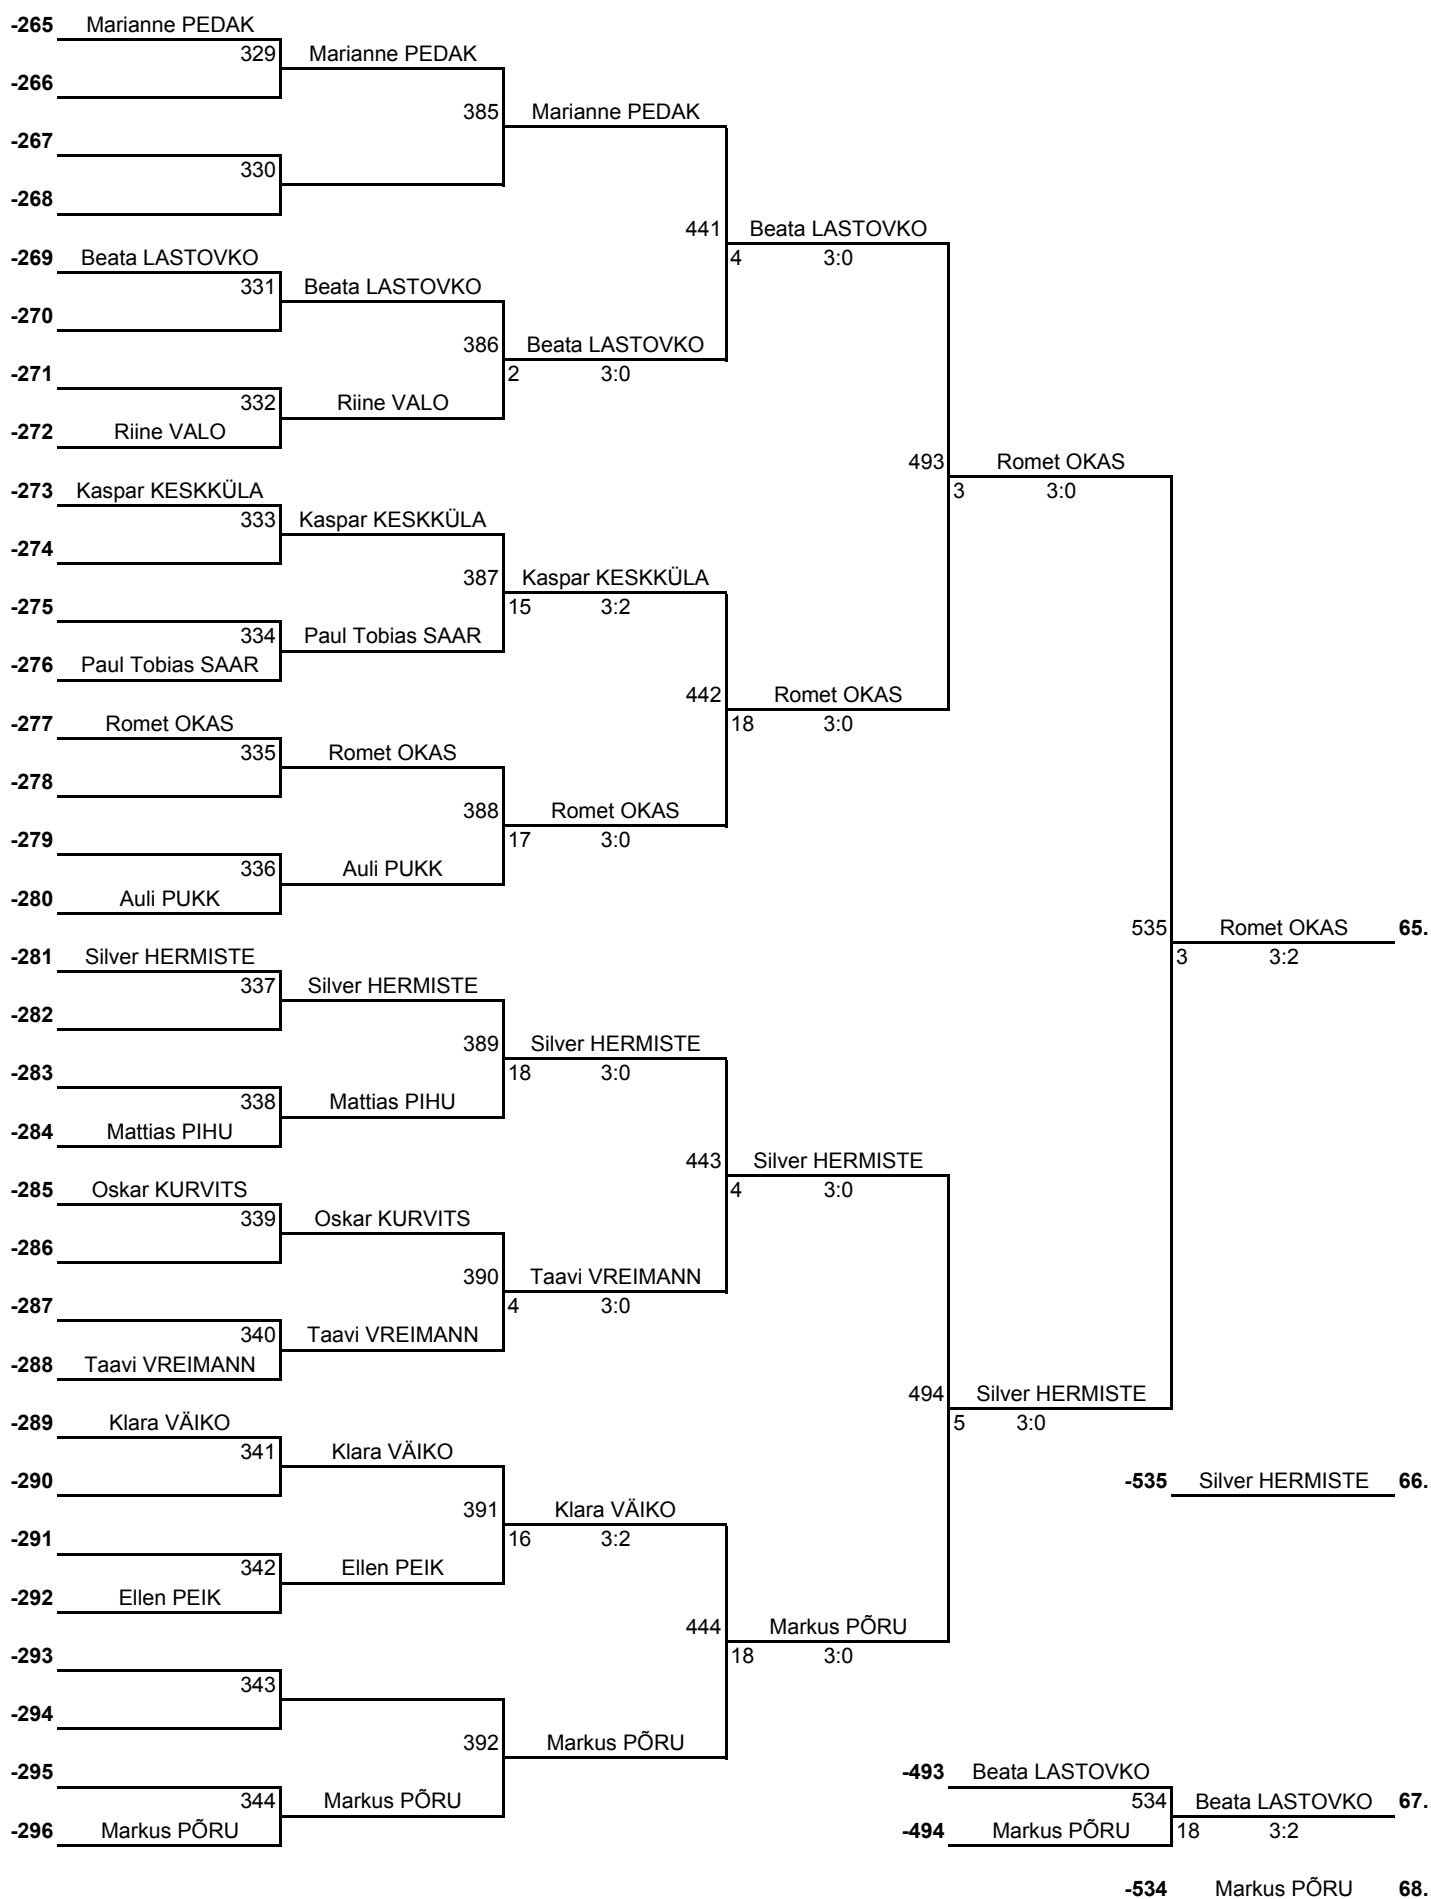 -265 Marianne PEDAK
329 Marianne PEDAK
-266
385 Marianne PEDAK
-267
330
-268
441 Beata LASTOVKO
-269 Beata LASTOVKO 4 3:0
331 Beata LASTOVKO
-270
386 Beata LASTOVKO
-271 2 3:0
332 Riine VALO
-272 Riine VALO
493 Romet OKAS
-273 Kaspar KESKKÜLA 3 3:0
333 Kaspar KESKKÜLA
-274
387 Kaspar KESKKÜLA
-275 15 3:2
334 Paul Tobias SAAR
-276 Paul Tobias SAAR
442 Romet OKAS
-277 Romet OKAS 18 3:0
335 Romet OKAS
-278
388 Romet OKAS
-279 17 3:0
336 Auli PUKK
-280 Auli PUKK
535 Romet OKAS 65.
-281 Silver HERMISTE 3 3:2
337 Silver HERMISTE
-282
389 Silver HERMISTE
-283 18 3:0
338 Mattias PIHU
-284 Mattias PIHU
443 Silver HERMISTE
-285 Oskar KURVITS 4 3:0
339 Oskar KURVITS
-286
390 Taavi VREIMANN
-287 4 3:0
340 Taavi VREIMANN
-288 Taavi VREIMANN
494 Silver HERMISTE
-289 Klara VÄIKO 5 3:0
341 Klara VÄIKO
-290 -535 Silver HERMISTE 66.
391 Klara VÄIKO
-291 16 3:2
342 Ellen PEIK
-292 Ellen PEIK
444 Markus PÕRU
-293 18 3:0
343
-294
392 Markus PÕRU
-295 -493 Beata LASTOVKO
344 Markus PÕRU 534 Beata LASTOVKO 67.
-296 Markus PÕRU -494 Markus PÕRU 18 3:2
-534 Markus PÕRU 68.